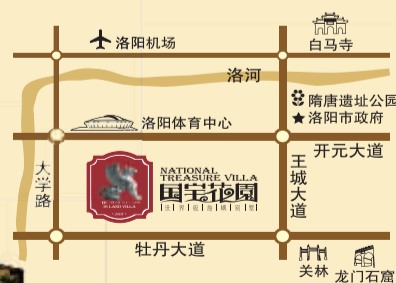 洛阳机场
白马寺
洛河
隋唐遗址公园
洛阳市政府
洛阳体育中心
开元大道
大学路
王城大道
NATIONAL
TREASURE VILLA
国宝花園
牡丹大道
关林
龙门石窟